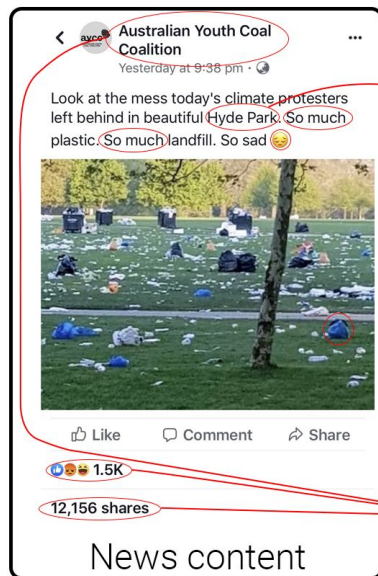 Australian Youth Coal
Coalition
ayco
Yesterday at 9:38 pm ·
Look at the mess today's climate protesters
left behind in beautiful Hyde Park. So much
plastic. So much landfill. So sad
Like Comment Share
1.5K
12,156 shares
News content